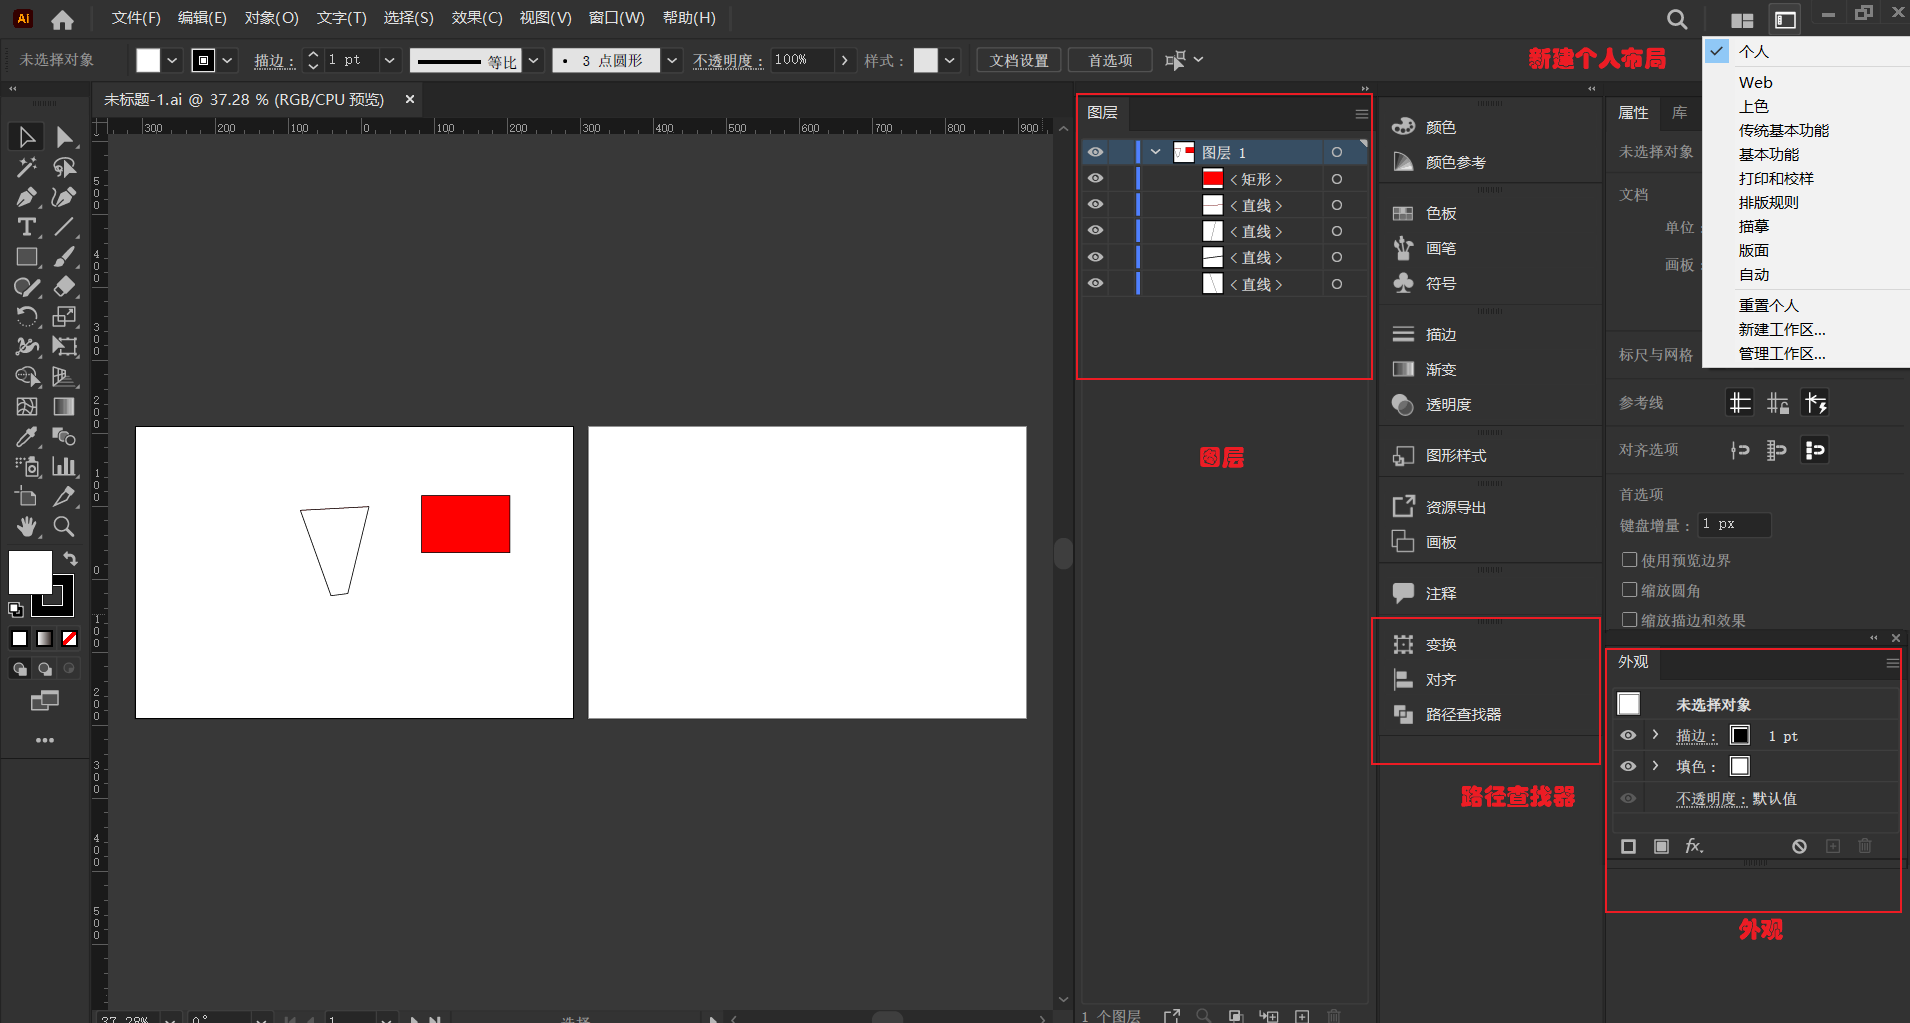 Ai 文件(F) 编辑(E) 对象(O) 文字(T) 选择(S) 效果(C) 视图(V) 窗口(W) 帮助(H)
未选择对象 描边: 1 pt 等比 3 点圆形 不透明度: 100% 样式: 文档设置 首选项
新建个人布局
个人
Web
上色
传统基本功能
基本功能
打印和校样
排版规则
描摹
版面
自动
重置个人
新建工作区...
管理工作区...
未标题-1.ai @ 37.28 % (RGB/CPU 预览)
300 200 100 0 100 200 300 400 500 600 700 800 900
500
400
300
200
100
0
100
200
300
400
500
图层
图层 1
<矩形>
<直线>
<直线>
<直线>
<直线>
图层
1 个图层
颜色
颜色参考
色板
画笔
符号
描边
渐变
透明度
图形样式
资源导出
画板
注释
变换
对齐
路径查找器
路径查找器
属性 库
未选择对象
文档
单位:
画板:
标尺与网格
参考线
对齐选项
首选项
键盘增量: 1 px
使用预览边界
缩放圆角
缩放描边和效果
外观
未选择对象
描边: 1 pt
填色:
不透明度: 默认值
fx.
外观
37.28% 0° 1 选择